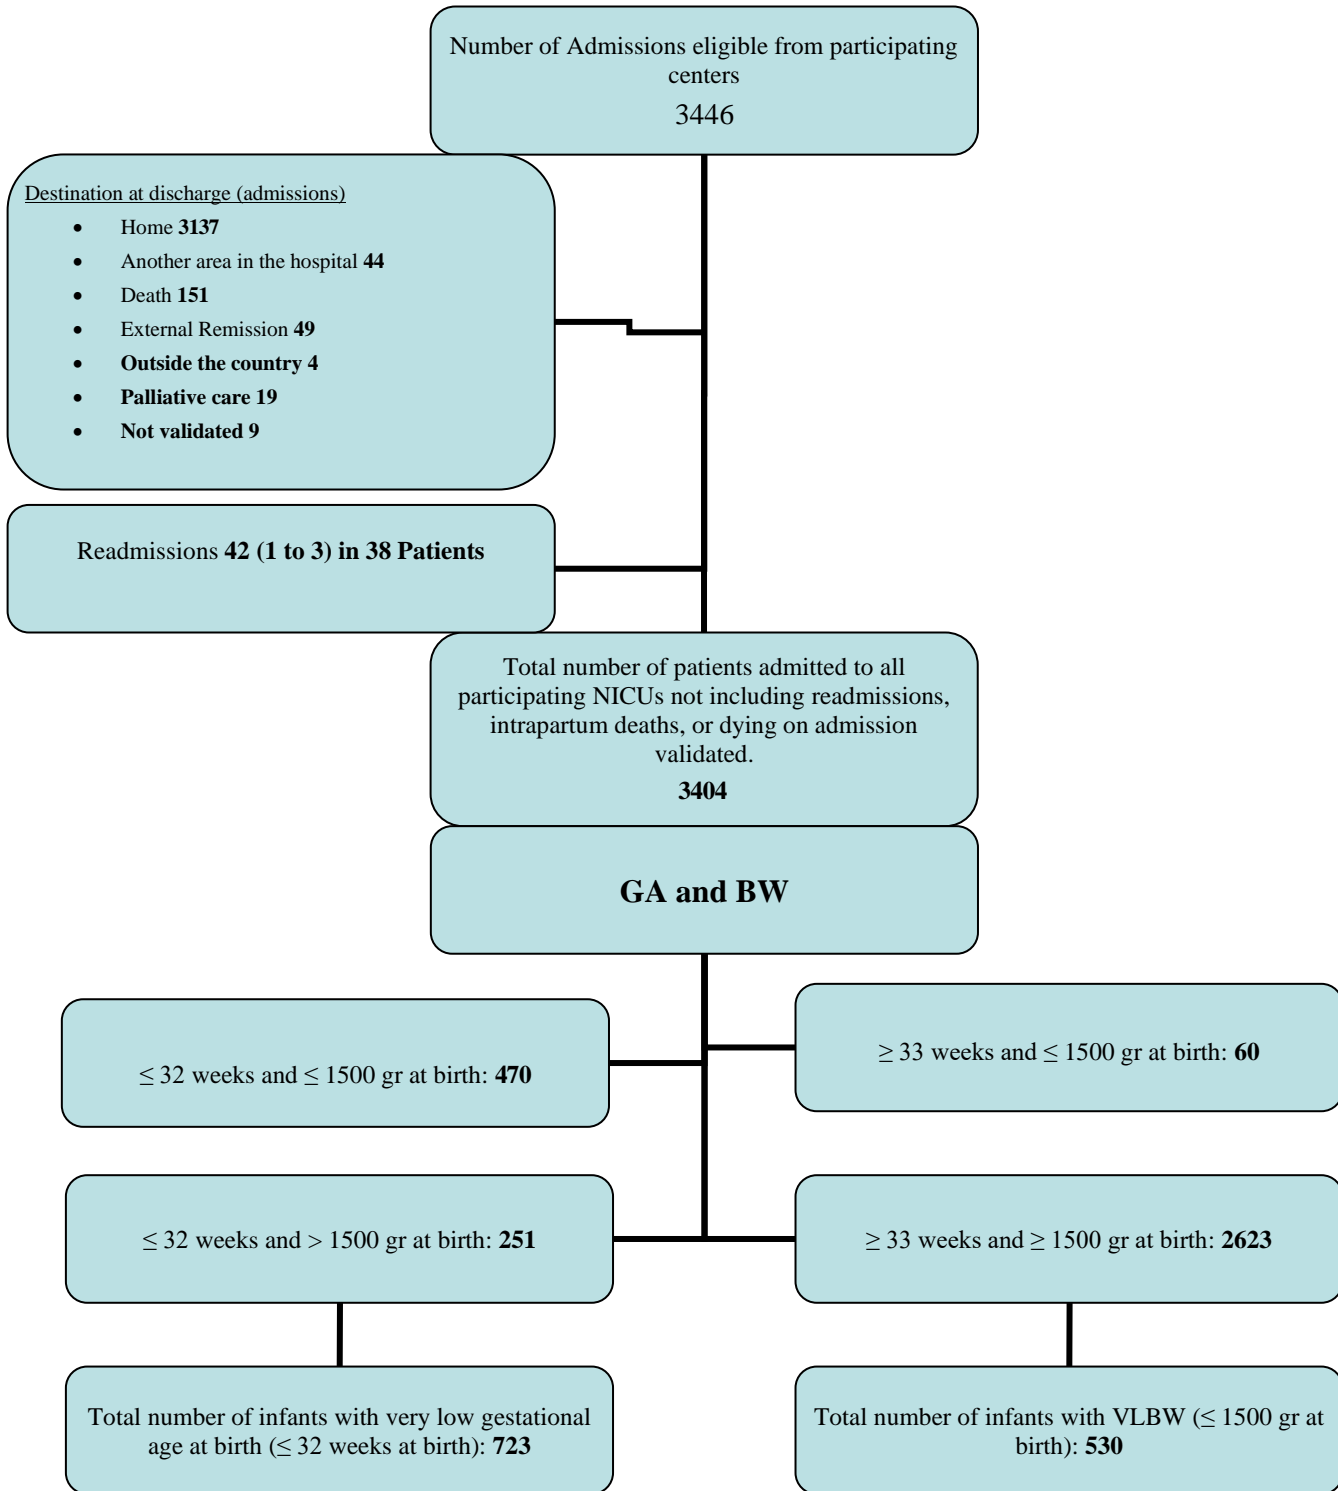 Number of Admissions eligible from participating
centers
3446
Destination at discharge (admissions)
• Home 3137
• Another area in the hospital 44
• Death 151
• External Remission 49
• Outside the country 4
• Palliative care 19
• Not validated 9
Readmissions 42 (1 to 3) in 38 Patients
Total number of patients admitted to all
participating NICUs not including readmissions,
intrapartum deaths, or dying on admission
validated.
3404
GA and BW
≤ 32 weeks and ≤ 1500 gr at birth: 470
≥ 33 weeks and ≤ 1500 gr at birth: 60
≤ 32 weeks and > 1500 gr at birth: 251
≥ 33 weeks and ≥ 1500 gr at birth: 2623
Total number of infants with very low gestational
age at birth (≤ 32 weeks at birth): 723
Total number of infants with VLBW (≤ 1500 gr at
birth): 530